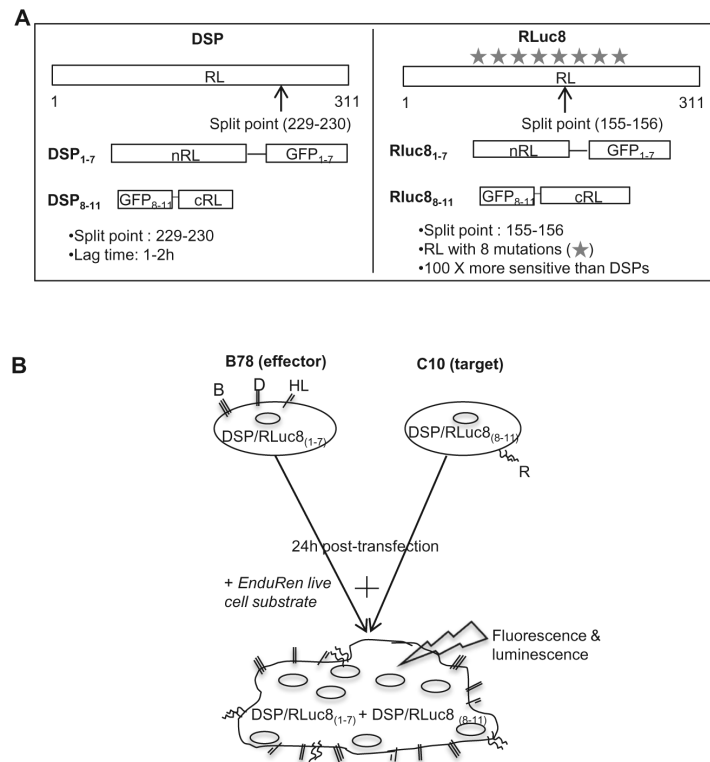 A
DSP
RL
1
311
Split point (229-230)
DSP1-7
nRL
GFP1-7
DSP8-11
GFP8-11
cRL
•Split point : 229-230
•Lag time: 1-2h
RLuc8
RL
1
311
Split point (155-156)
Rluc81-7
nRL
GFP1-7
Rluc88-11
GFP8-11
cRL
•Split point : 155-156
•RL with 8 mutations (★)
•100 X more sensitive than DSPs
B
B78 (effector)
B
D
HL
DSP/RLuc8(1-7)
C10 (target)
DSP/RLuc8(8-11)
R
24h post-transfection
+ EnduRen live
cell substrate
+
Fluorescence &
luminescence
DSP/RLuc8(1-7) + DSP/RLuc8 (8-11)